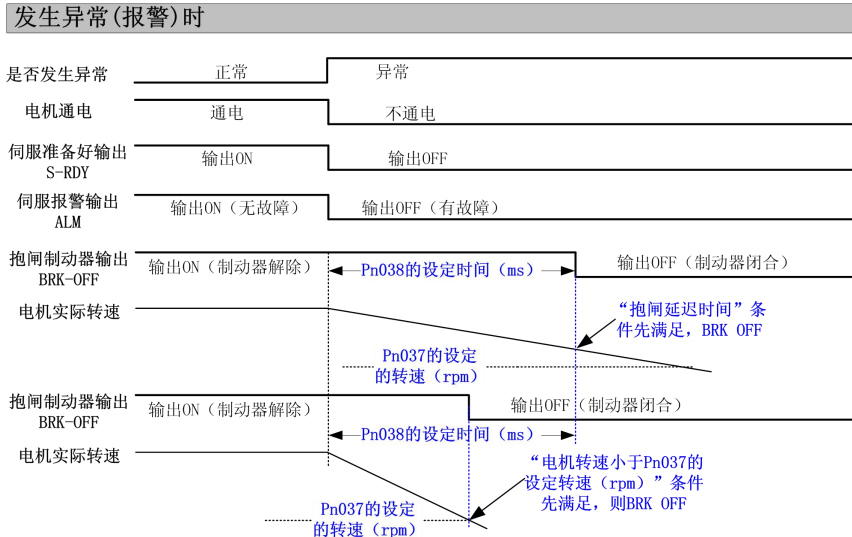 发生异常(报警)时
是否发生异常
正常
异常
电机通电
通电
不通电
伺服准备好输出
S-RDY
输出ON
输出OFF
伺服报警输出
ALM
输出ON（无故障）
输出OFF（有故障）
抱闸制动器输出
BRK-OFF
输出ON（制动器解除）
Pn038的设定时间（ms）
输出OFF（制动器闭合）
电机实际转速
“抱闸延迟时间”条
件先满足，BRK OFF
Pn037的设定
的转速（rpm）
抱闸制动器输出
BRK-OFF
输出ON（制动器解除）
输出OFF（制动器闭合）
Pn038的设定时间（ms）
电机实际转速
“电机转速小于Pn037的
设定转速（rpm）”条件
先满足，则BRK OFF
Pn037的设定
的转速（rpm）